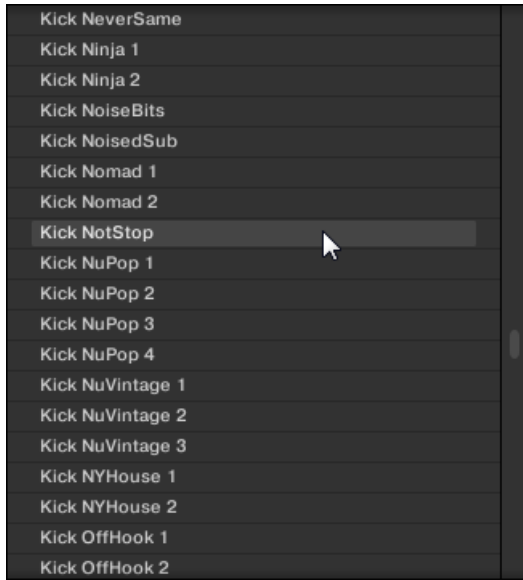 Kick NeverSame
Kick Ninja 1
Kick Ninja 2
Kick NoiseBits
Kick NoisedSub
Kick Nomad 1
Kick Nomad 2
Kick NotStop
Kick NuPop 1
Kick NuPop 2
Kick NuPop 3
Kick NuPop 4
Kick NuVintage 1
Kick NuVintage 2
Kick NuVintage 3
Kick NYHouse 1
Kick NYHouse 2
Kick OffHook 1
Kick OffHook 2